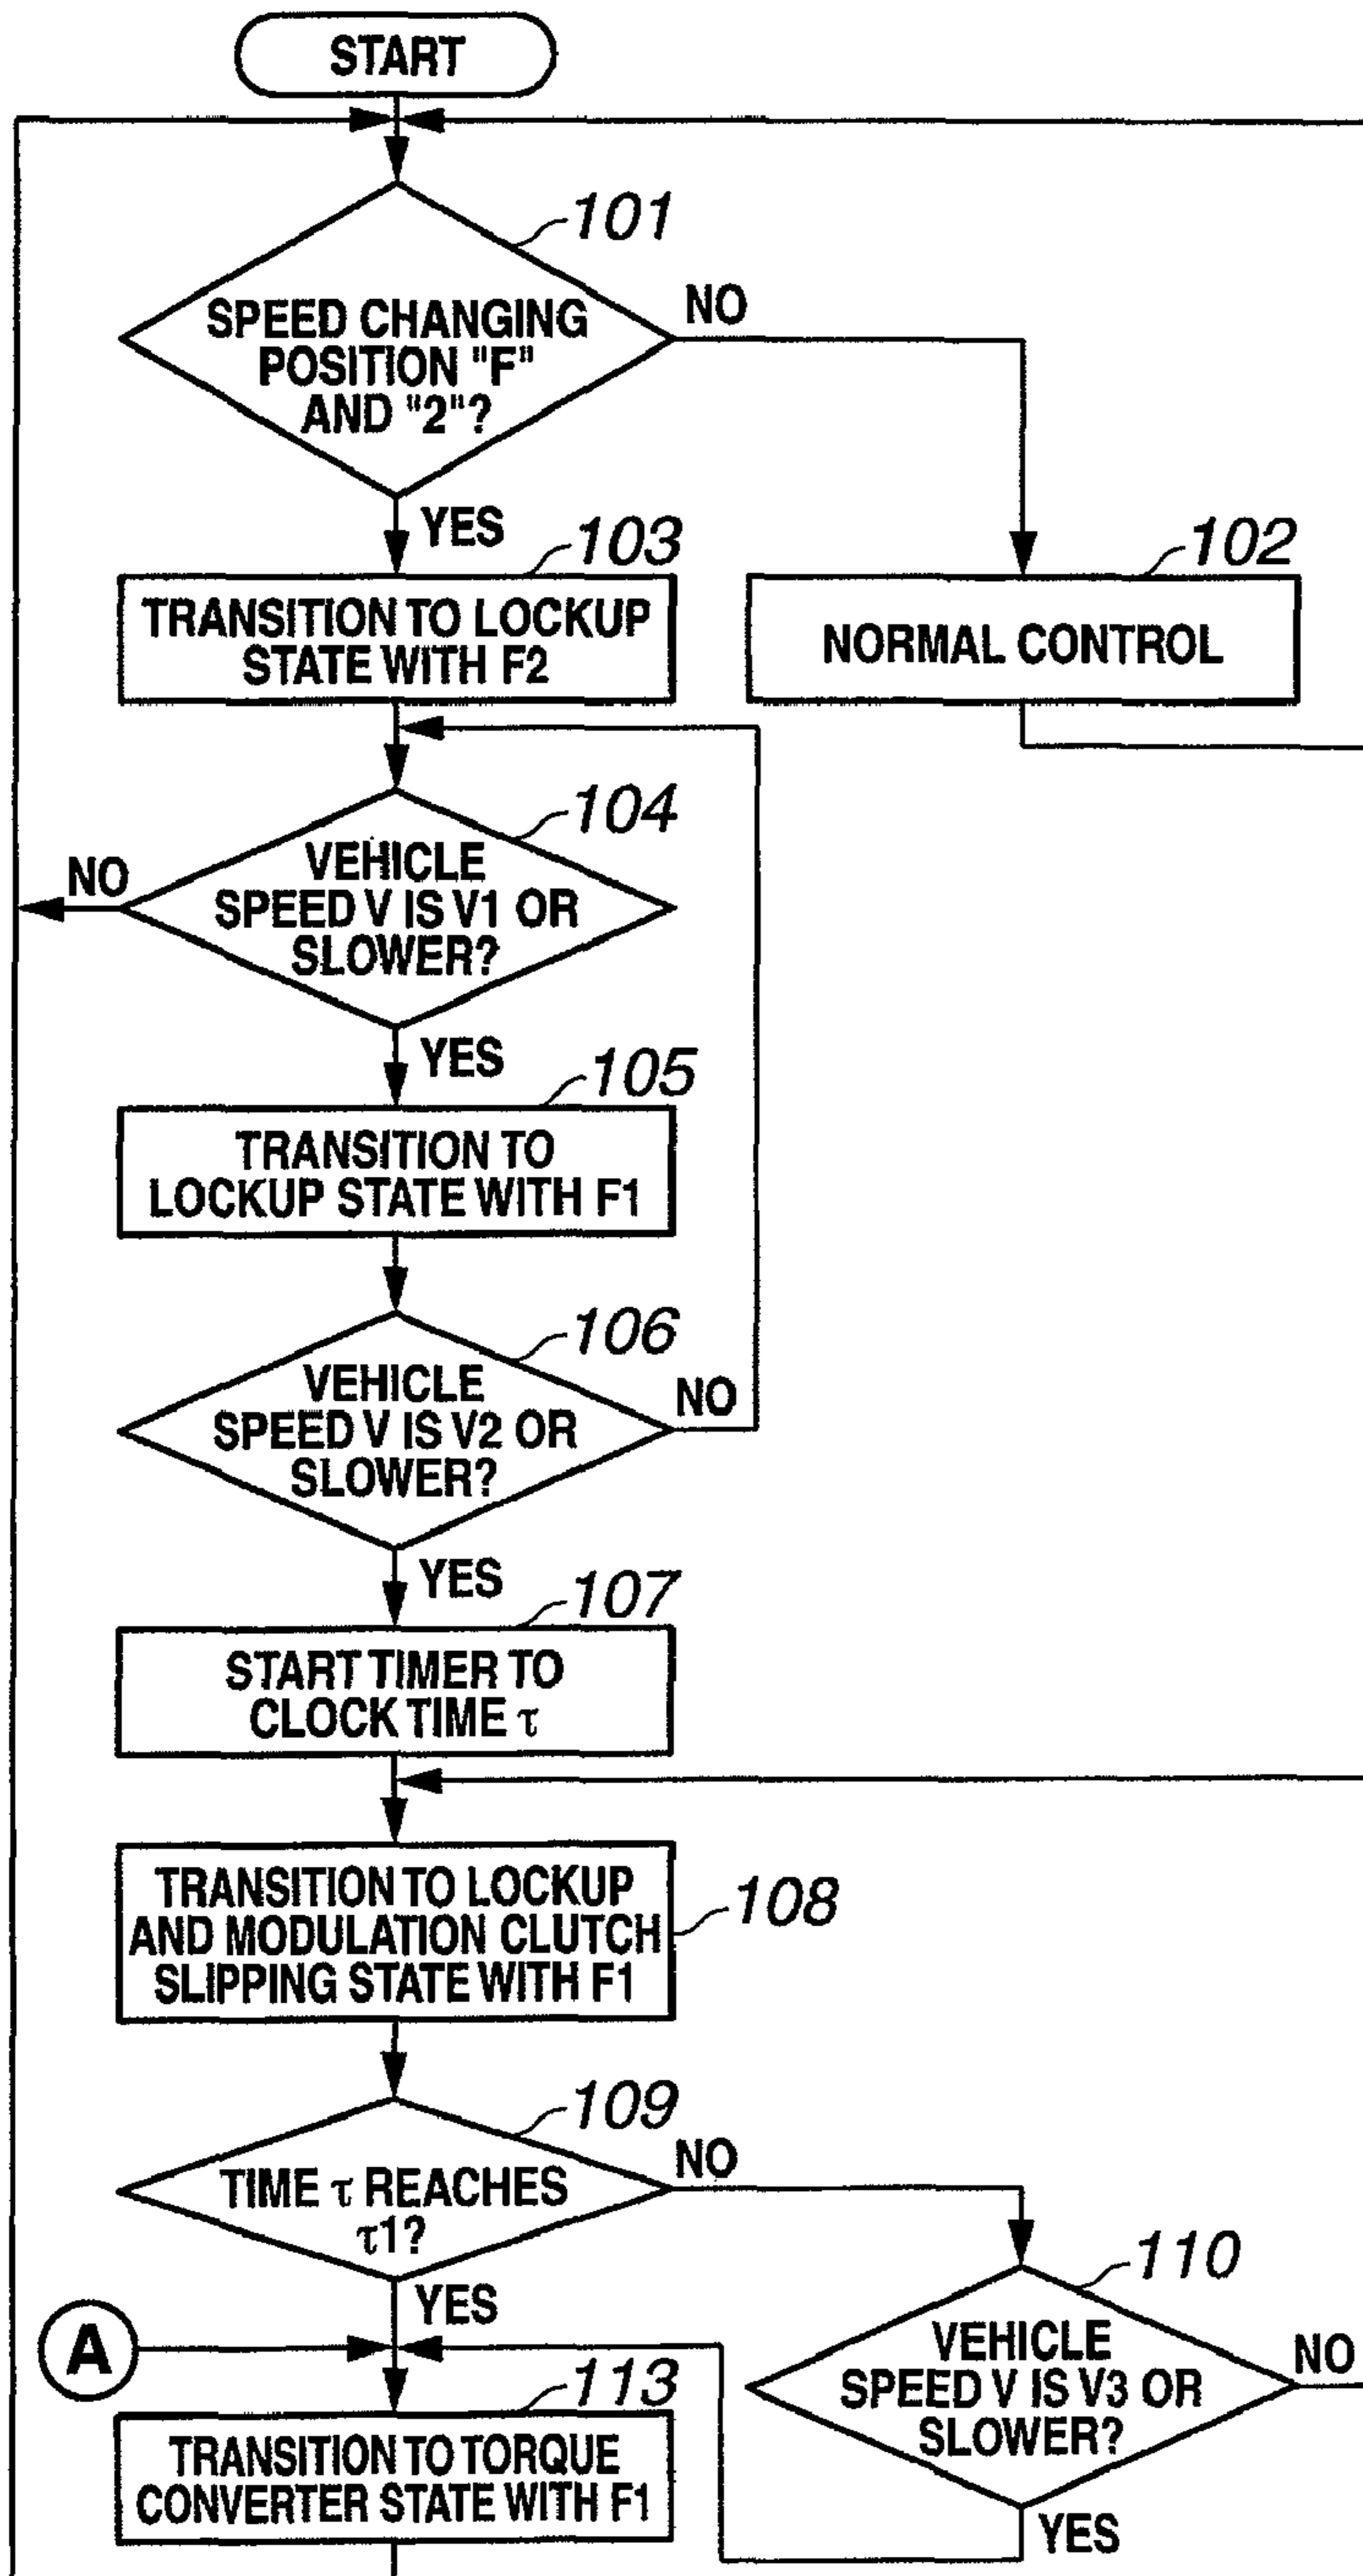 START
101
SPEED CHANGING
POSITION "F"
AND "2"?
NO
YES
103
TRANSITION TO LOCKUP
STATE WITH F2
102
NORMAL CONTROL
104
VEHICLE
SPEED V IS V1 OR
SLOWER?
NO
YES
105
TRANSITION TO
LOCKUP STATE WITH F1
106
VEHICLE
SPEED V IS V2 OR
SLOWER?
NO
YES
107
START TIMER TO
CLOCK TIME τ
TRANSITION TO LOCKUP
AND MODULATION CLUTCH
SLIPPING STATE WITH F1
108
109
TIME τ REACHES
τ1?
NO
YES
110
VEHICLE
SPEED V IS V3 OR
SLOWER?
NO
YES
A
113
TRANSITION TO TORQUE
CONVERTER STATE WITH F1